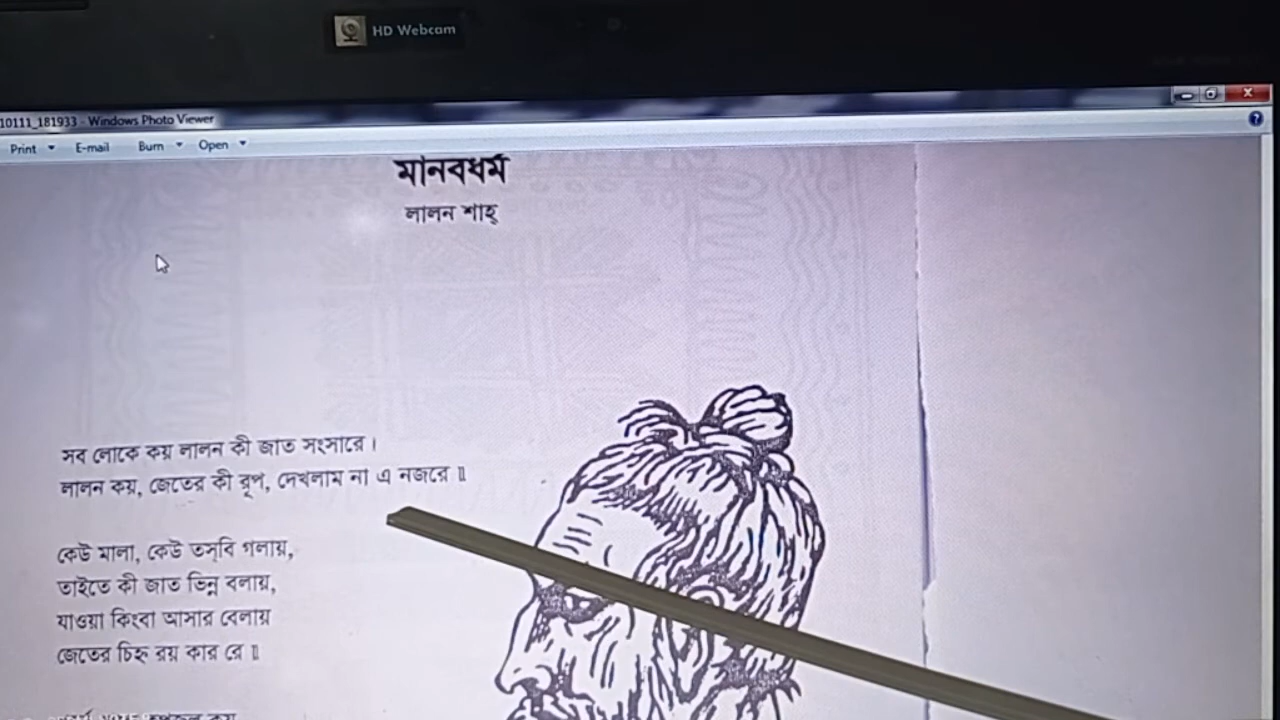 HD Webcam
10111_181933 - Windows Photo Viewer
Print E-mail Burn Open
মানবধর্ম
লালন শাহ্
সব লোকে কয় লালন কী জাত সংসারে।
লালন কয়, জেতের কী রূপ, দেখলাম না এ নজরে॥
কেউ মালা, কেউ তস্‌বি গলায়,
তাইতে কী জাত ভিন্ন বলায়,
যাওয়া কিংবা আসার বেলায়
জেতের চিহ্ন রয় কার রে॥